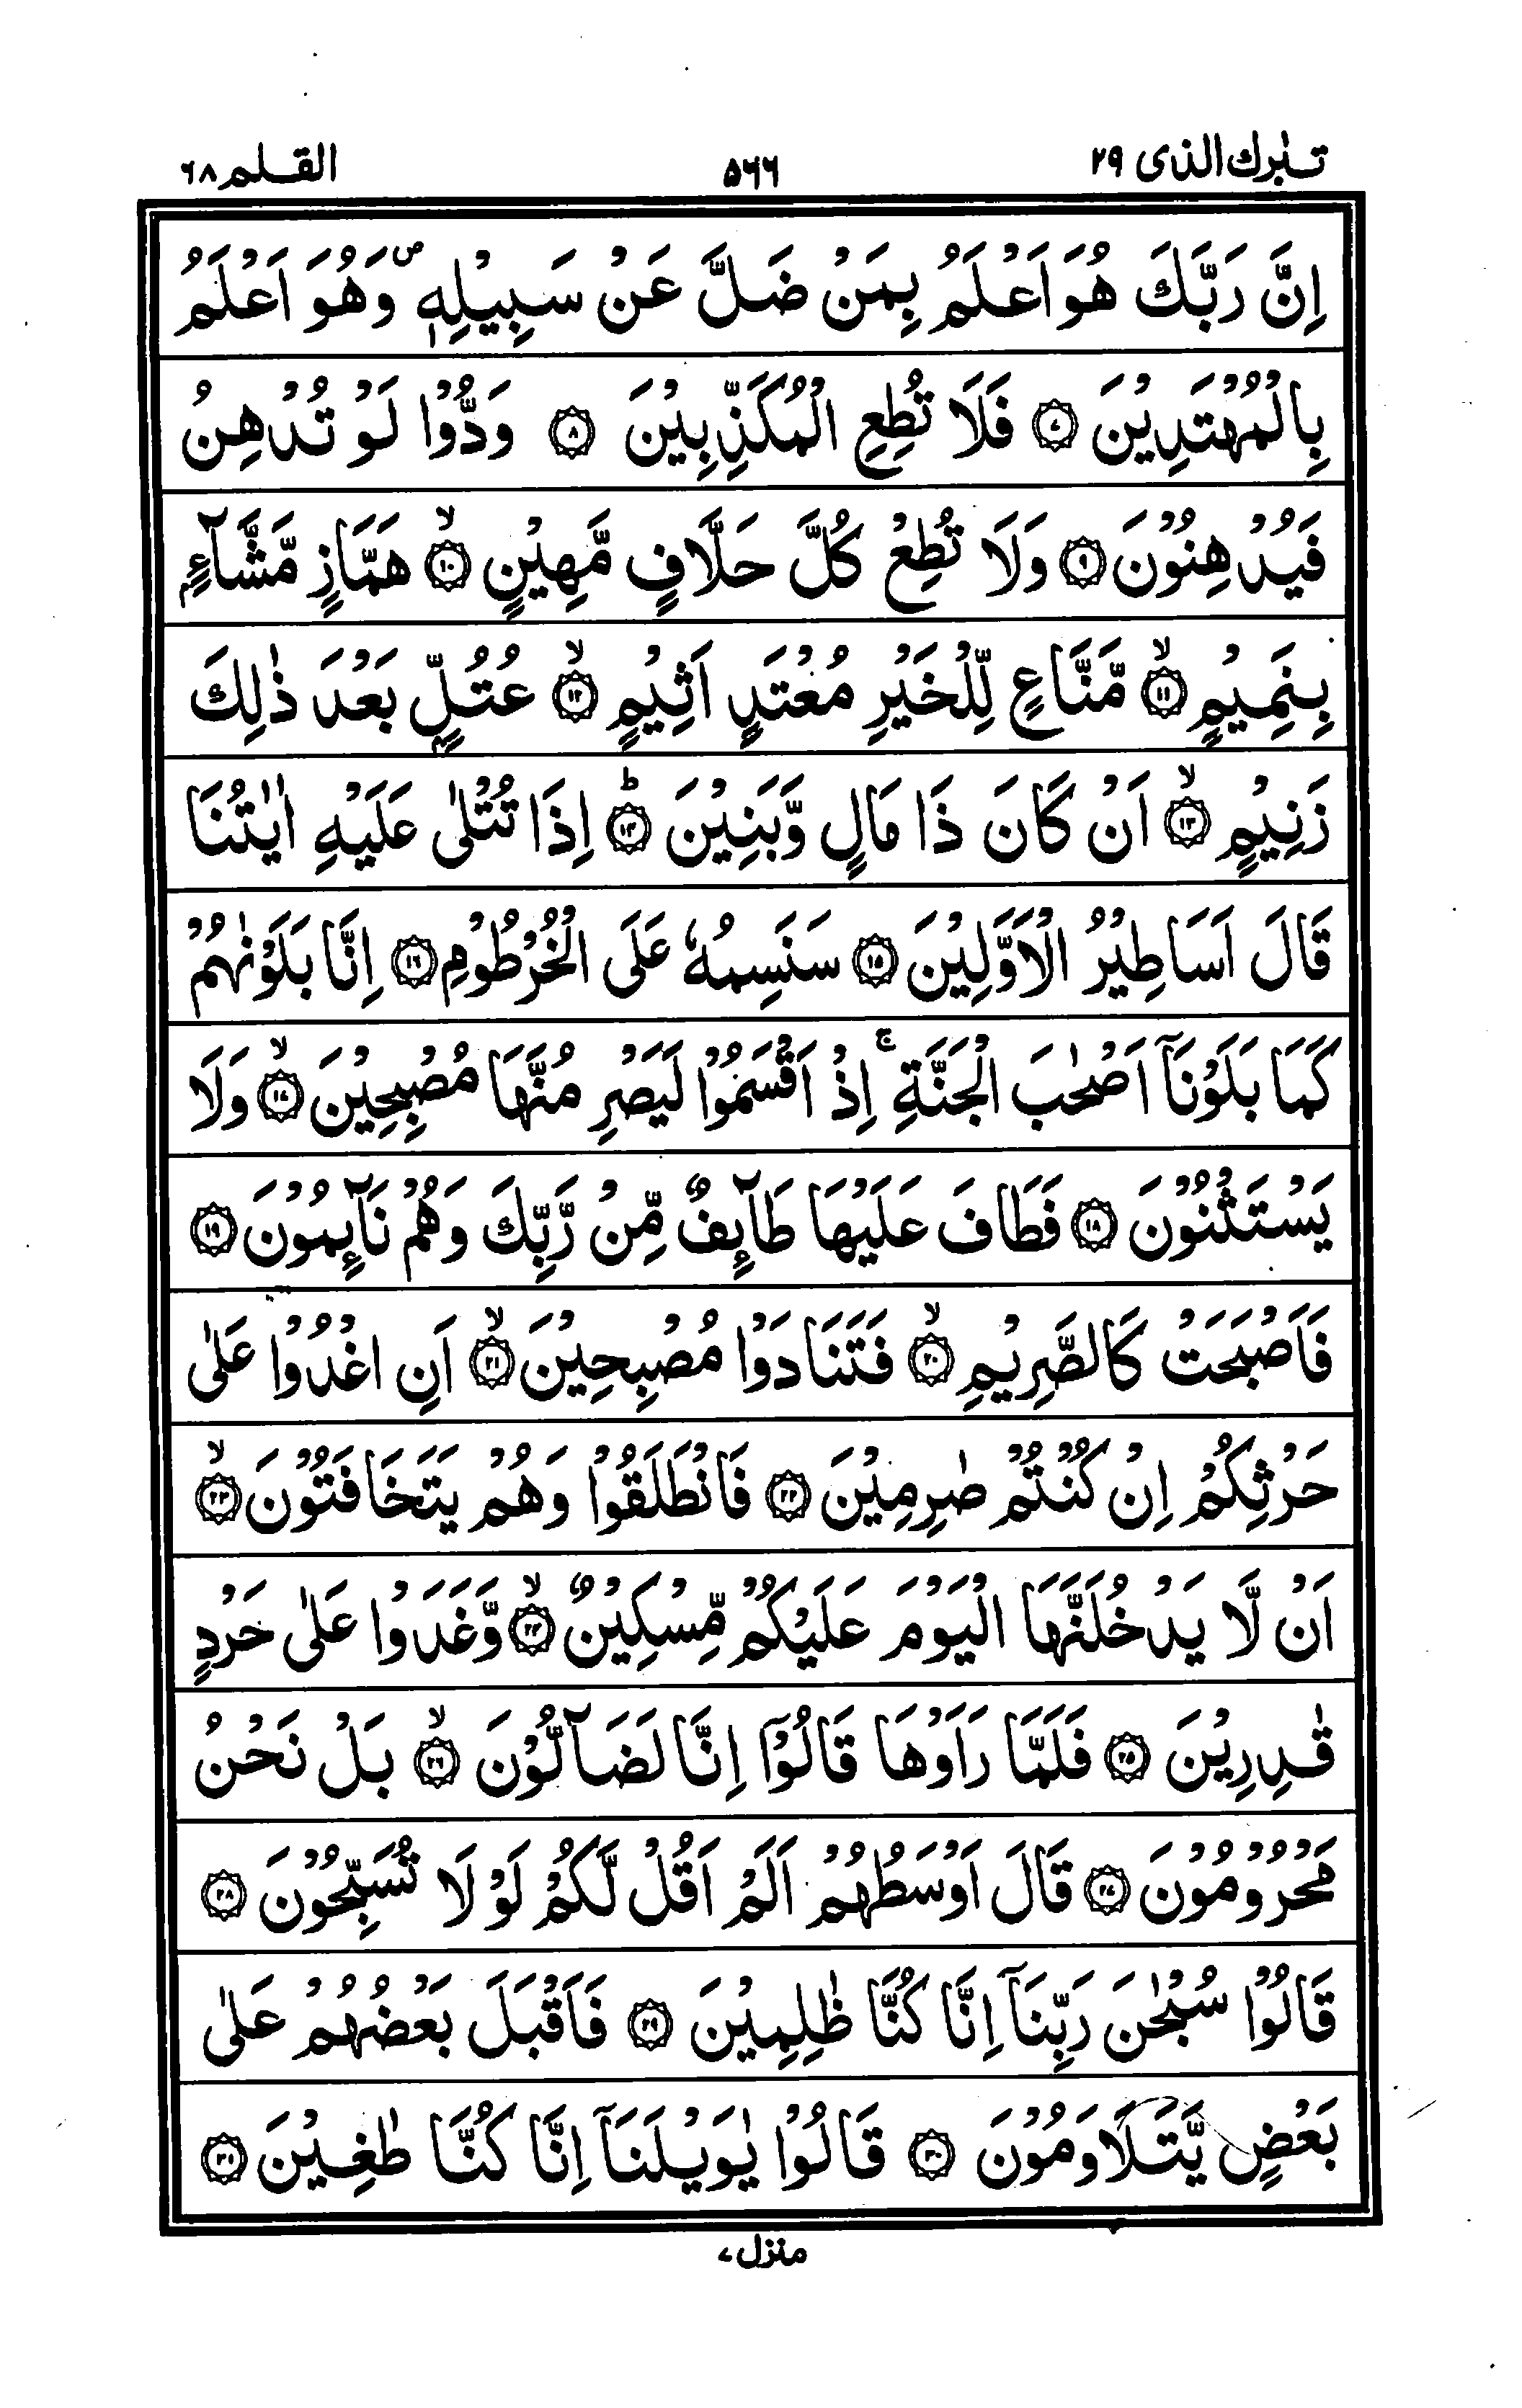 تبٰرك الذی ٢٩
٥٦٦
القلم ٦٨
اِنَّ رَبَّكَ هُوَ اَعْلَمُ بِمَنْ ضَلَّ عَنْ سَبِيْلِهٖ ۪ وَهُوَ اَعْلَمُ
بِالْمُهْتَدِيْنَ ﴿٧﴾ فَلَا تُطِعِ الْمُكَذِّبِيْنَ ﴿٨﴾ وَدُّوْا لَوْ تُدْهِنُ
فَيُدْهِنُوْنَ ﴿٩﴾ وَلَا تُطِعْ كُلَّ حَلَّافٍ مَّهِيْنٍ ۙ﴿١٠﴾ هَمَّازٍ مَّشَّآءٍۭ
بِنَمِيْمٍ ۙ﴿١١﴾ مَّنَّاعٍ لِّلْخَيْرِ مُعْتَدٍ اَثِيْمٍ ۙ﴿١٢﴾ عُتُلٍّۭ بَعْدَ ذٰلِكَ
زَنِيْمٍ ۙ﴿١٣﴾ اَنْ كَانَ ذَا مَالٍ وَّبَنِيْنَ ؕ﴿١٤﴾ اِذَا تُتْلٰى عَلَيْهِ اٰيٰتُنَا
قَالَ اَسَاطِيْرُ الْاَوَّلِيْنَ ﴿١٥﴾ سَنَسِمُهٗ عَلَى الْخُرْطُوْمِ ﴿١٦﴾ اِنَّا بَلَوْنٰهُمْ
كَمَا بَلَوْنَاۤ اَصْحٰبَ الْجَنَّةِ ۚ اِذْ اَقْسَمُوْا لَيَصْرِمُنَّهَا مُصْبِحِيْنَ ۙ﴿١٧﴾ وَلَا
يَسْتَثْنُوْنَ ﴿١٨﴾ فَطَافَ عَلَيْهَا طَآئِفٌ مِّنْ رَّبِّكَ وَهُمْ نَآئِمُوْنَ ﴿١٩﴾
فَاَصْبَحَتْ كَالصَّرِيْمِ ۙ﴿٢٠﴾ فَتَنَادَوْا مُصْبِحِيْنَ ۙ﴿٢١﴾ اَنِ اغْدُوْا عَلٰى
حَرْثِكُمْ اِنْ كُنْتُمْ صٰرِمِيْنَ ﴿٢٢﴾ فَانْطَلَقُوْا وَهُمْ يَتَخَافَتُوْنَ ۙ﴿٢٣﴾
اَنْ لَّا يَدْخُلَنَّهَا الْيَوْمَ عَلَيْكُمْ مِّسْكِيْنٌ ۙ﴿٢٤﴾ وَّغَدَوْا عَلٰى حَرْدٍ
قٰدِرِيْنَ ﴿٢٥﴾ فَلَمَّا رَاَوْهَا قَالُوْۤا اِنَّا لَضَآلُّوْنَ ۙ﴿٢٦﴾ بَلْ نَحْنُ
مَحْرُوْمُوْنَ ﴿٢٧﴾ قَالَ اَوْسَطُهُمْ اَلَمْ اَقُلْ لَّكُمْ لَوْ لَا تُسَبِّحُوْنَ ﴿٢٨﴾
قَالُوْا سُبْحٰنَ رَبِّنَاۤ اِنَّا كُنَّا ظٰلِمِيْنَ ﴿٢٩﴾ فَاَقْبَلَ بَعْضُهُمْ عَلٰى
بَعْضٍ يَّتَلَاوَمُوْنَ ﴿٣٠﴾ قَالُوْا يٰوَيْلَنَاۤ اِنَّا كُنَّا طٰغِيْنَ ﴿٣١﴾
منزل ٧